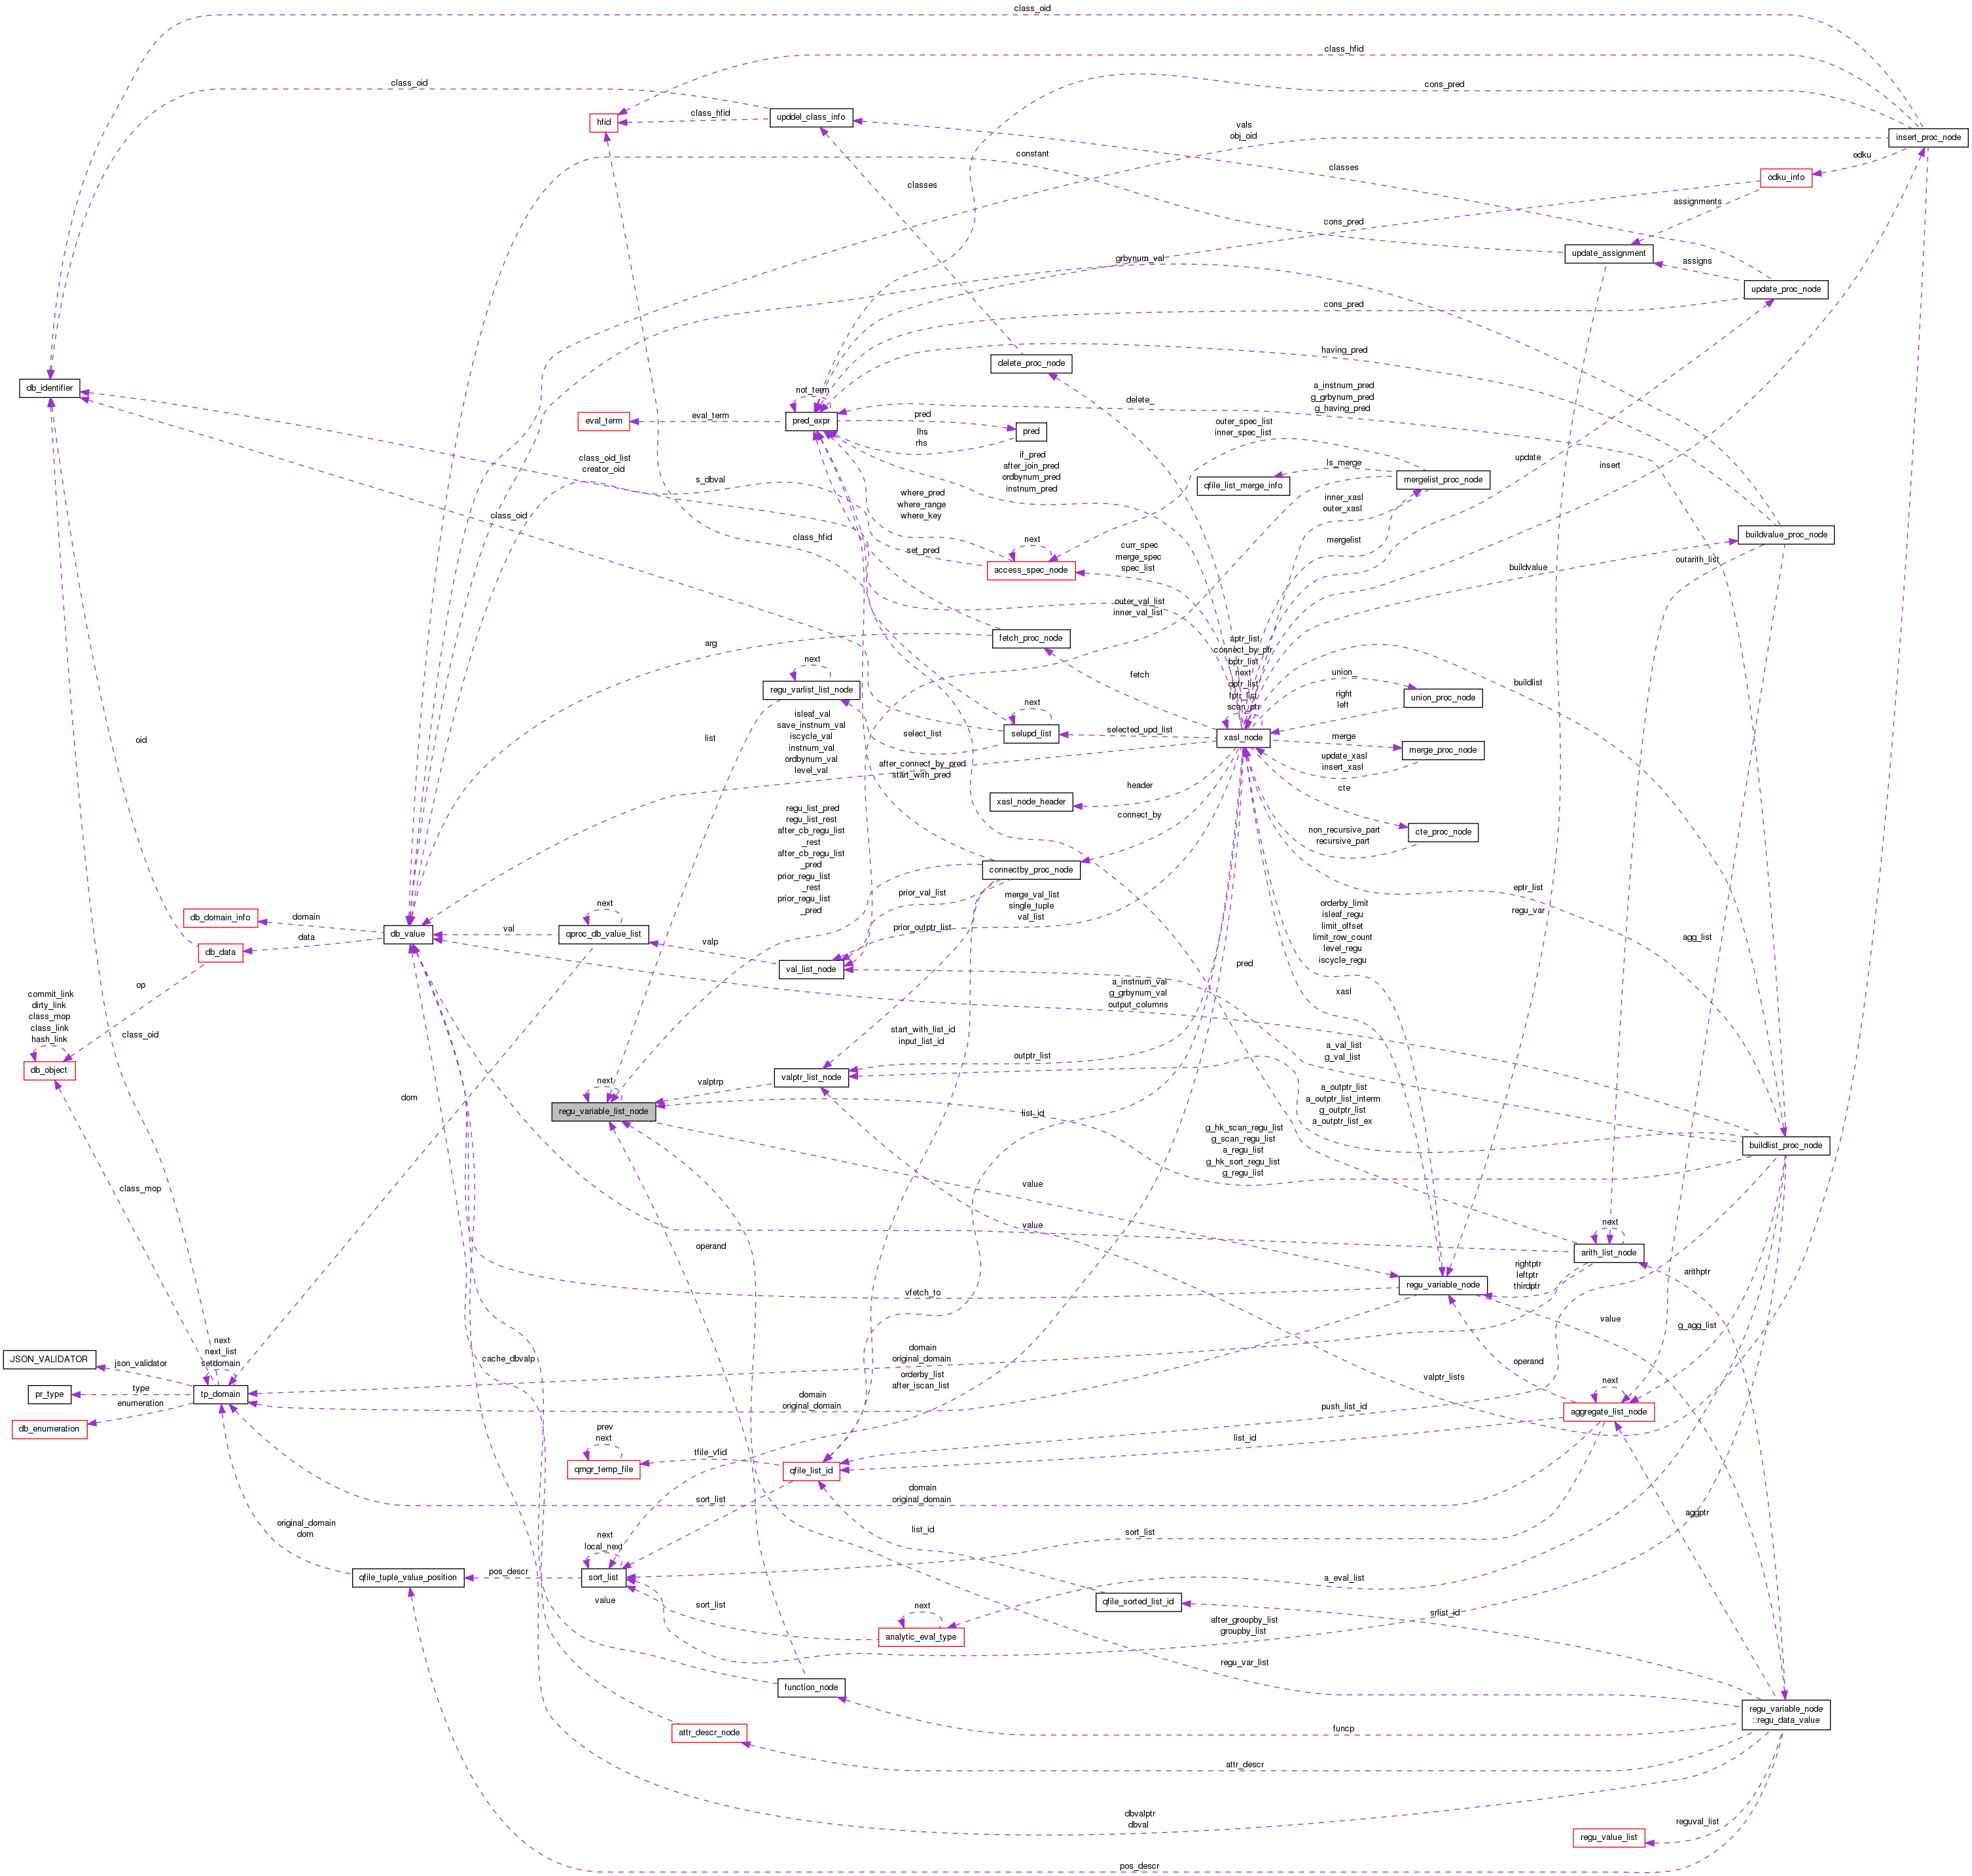 class_oid
class_hfid
class_oid
cons_pred
hfid
class_hfid
upddel_class_info
vals
obj_oid
insert_proc_node
constant
odku
classes
classes
odku_info
assignments
cons_pred
update_assignment
grbynum_val
assigns
update_proc_node
cons_pred
having_pred
delete_proc_node
db_identifier
not_term
a_instnum_pred
g_grbynum_pred
g_having_pred
delete_
eval_term
eval_term
pred_expr
pred
pred
lhs
rhs
outer_spec_list
inner_spec_list
class_oid_list
creator_oid
s_dbval
if_pred
after_join_pred
ordbynum_pred
instnum_pred
ls_merge
update
insert
qfile_list_merge_info
mergelist_proc_node
where_pred
where_range
where_key
inner_xasl
outer_xasl
class_oid
class_hfid
set_pred
next
access_spec_node
curr_spec
merge_spec
spec_list
mergelist
buildvalue_proc_node
buildvalue
outarith_list
outer_val_list
inner_val_list
arg
fetch_proc_node
aptr_list
connect_by_ptr
bptr_list
next
dptr_list
fptr_list
scan_ptr
next
regu_varlist_list_node
fetch
union_
right
left
union_proc_node
buildlist
isleaf_val
save_instnum_val
iscycle_val
instnum_val
ordbynum_val
level_val
list
select_list
next
selupd_list
selected_upd_list
xasl_node
merge
merge_proc_node
update_xasl
insert_xasl
oid
after_connect_by_pred
start_with_pred
header
xasl_node_header
cte
connect_by
non_recursive_part
recursive_part
cte_proc_node
regu_list_pred
regu_list_rest
after_cb_regu_list
_rest
after_cb_regu_list
_pred
prior_regu_list
_rest
prior_regu_list
_pred
connectby_proc_node
prior_val_list
merge_val_list
single_tuple
val_list
eptr_list
regu_var
db_domain_info
domain
db_value
next
val
qproc_db_value_list
valp
prior_outptr_list
orderby_limit
isleaf_regu
limit_offset
limit_row_count
level_regu
iscycle_regu
agg_list
data
db_data
val_list_node
pred
xasl
op
a_instnum_val
g_grbynum_val
output_columns
commit_link
dirty_link
class_mop
class_link
hash_link
class_oid
start_with_list_id
input_list_id
a_val_list
g_val_list
db_object
outptr_list
valptr_list_node
valptrp
next
dom
regu_variable_list_node
list_id
a_outptr_list
a_outptr_list_interm
g_outptr_list
a_outptr_list_ex
g_hk_scan_regu_list
g_scan_regu_list
a_regu_list
g_hk_sort_regu_list
g_regu_list
buildlist_proc_node
class_mop
value
value
next
arith_list_node
operand
rightptr
leftptr
thirdptr
arithptr
vfetch_to
regu_variable_node
value
g_agg_list
next
next_list
setdomain
JSON_VALIDATOR
json_validator
cache_dbvalp
domain
original_domain
operand
pr_type
type
tp_domain
orderby_list
after_iscan_list
valptr_lists
next
enumeration
domain
original_domain
push_list_id
aggregate_list_node
db_enumeration
prev
next
tfile_vfid
list_id
qmgr_temp_file
qfile_list_id
sort_list
domain
original_domain
aggptr
original_domain
dom
next
local_next
list_id
sort_list
qfile_tuple_value_position
pos_descr
sort_list
value
a_eval_list
qfile_sorted_list_id
sort_list
next
analytic_eval_type
after_groupby_list
groupby_list
srlist_id
regu_var_list
function_node
regu_variable_node
::regu_data_value
attr_descr_node
funcp
attr_descr
dbvalptr
dbval
reguval_list
regu_value_list
pos_descr